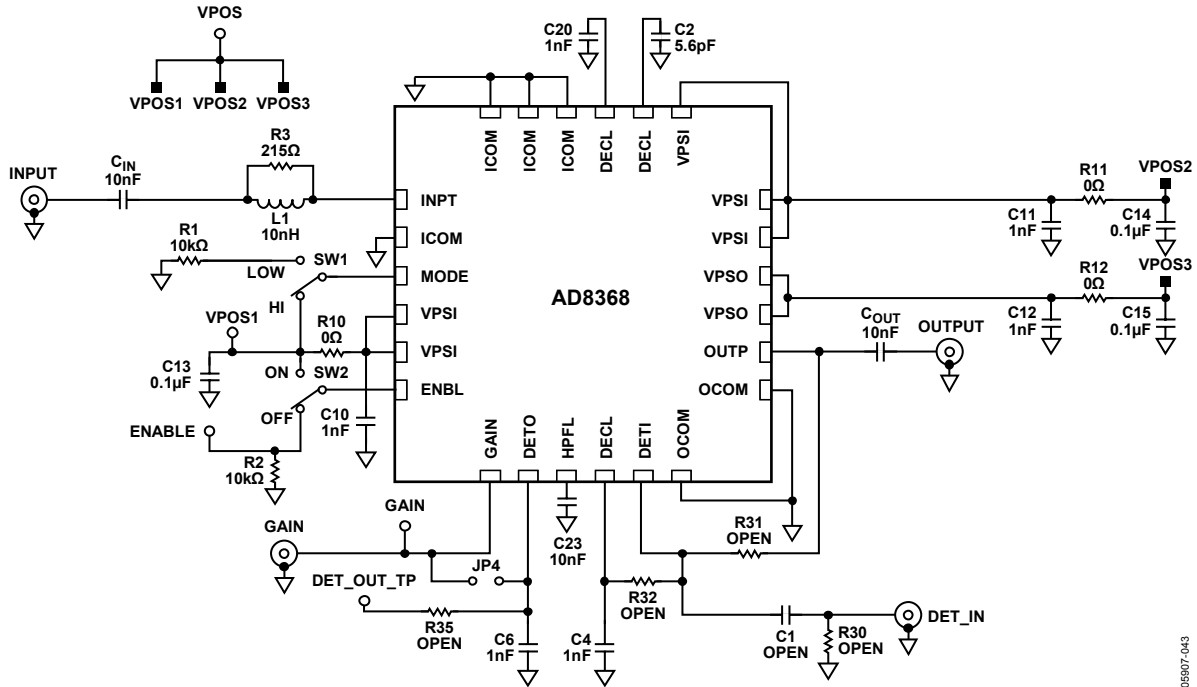 VPOS
VPOS1 VPOS2 VPOS3
C20
1nF
C2
5.6pF
ICOM
ICOM
ICOM
DECL
DECL
VPSI
R3
215Ω
L1
10nH
INPUT
CIN
10nF
INPT
ICOM
MODE
VPSI
VPSI
ENBL
AD8368
VPSI
VPSI
VPSO
VPSO
OUTP
OCOM
R11
0Ω
VPOS2
C11
1nF
C14
0.1µF
R12
0Ω
VPOS3
C12
1nF
C15
0.1µF
COUT
10nF
OUTPUT
R1
10kΩ
LOW
SW1
HI
VPOS1
R10
0Ω
C13
0.1µF
ON
SW2
OFF
C10
1nF
ENABLE
R2
10kΩ
GAIN
DETO
HPFL
DECL
DETI
OCOM
GAIN
GAIN
JP4
C23
10nF
DET_OUT_TP
R35
OPEN
C6
1nF
C4
1nF
R31
OPEN
R32
OPEN
C1
OPEN
R30
OPEN
DET_IN
05907-043